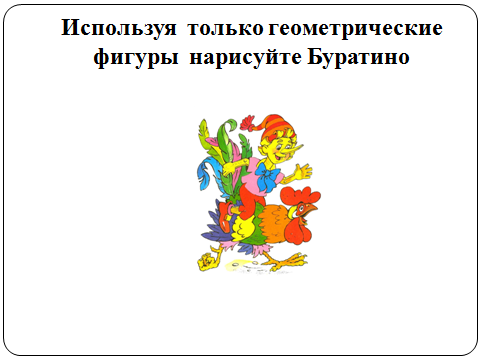 Используя только геометрические
фигуры нарисуйте Буратино